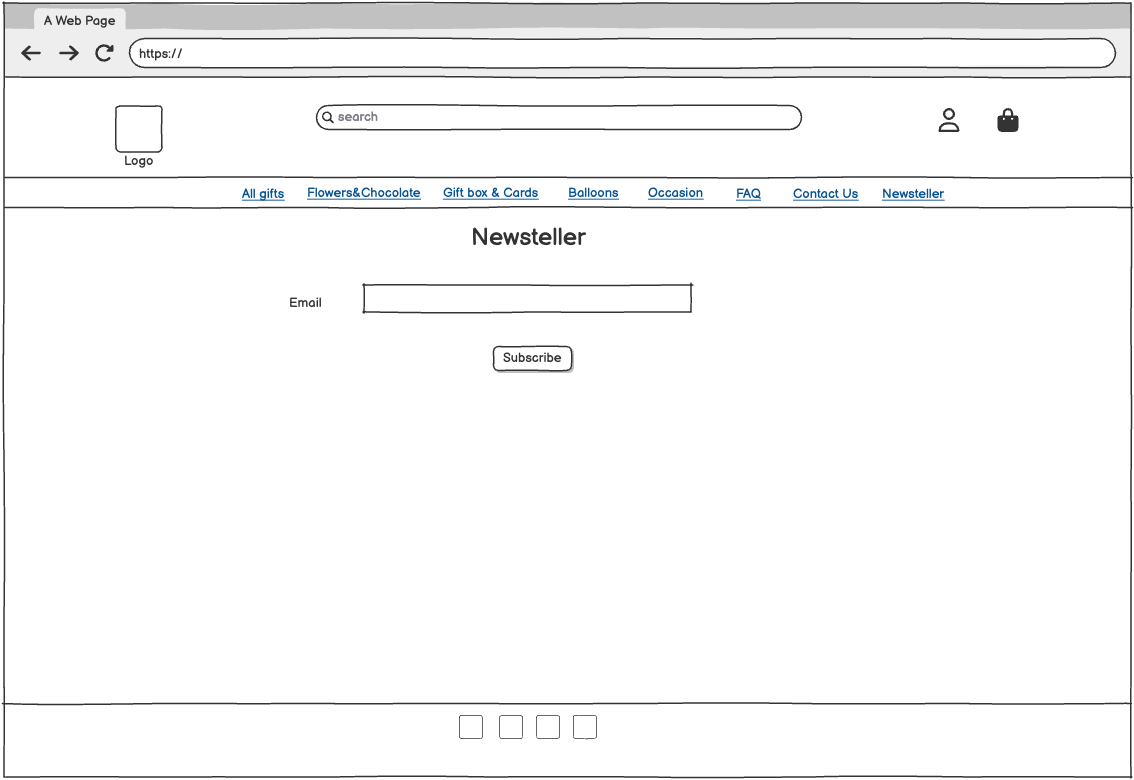 A Web Page
https://
search
Logo
All gifts Flowers&Chocolate Gift box & Cards Balloons Occasion FAQ Contact Us Newsteller
Newsteller
Email
Subscribe